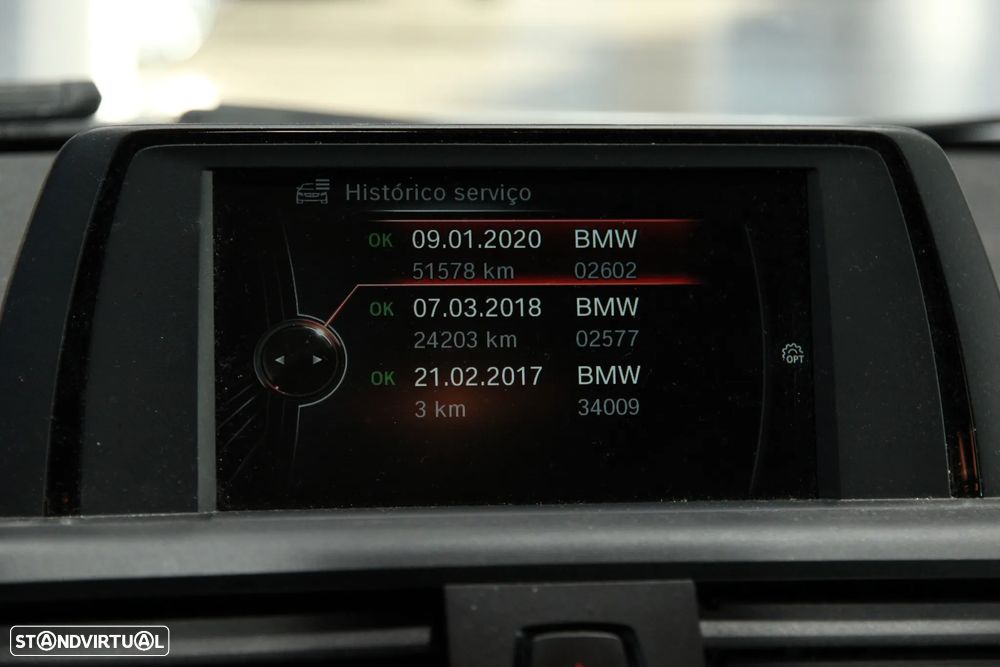 Histórico serviço
OK 09.01.2020 BMW
51578 km 02602
OK 07.03.2018 BMW
24203 km 02577
OK 21.02.2017 BMW
3 km 34009
OPT
STANDVIRTUAL